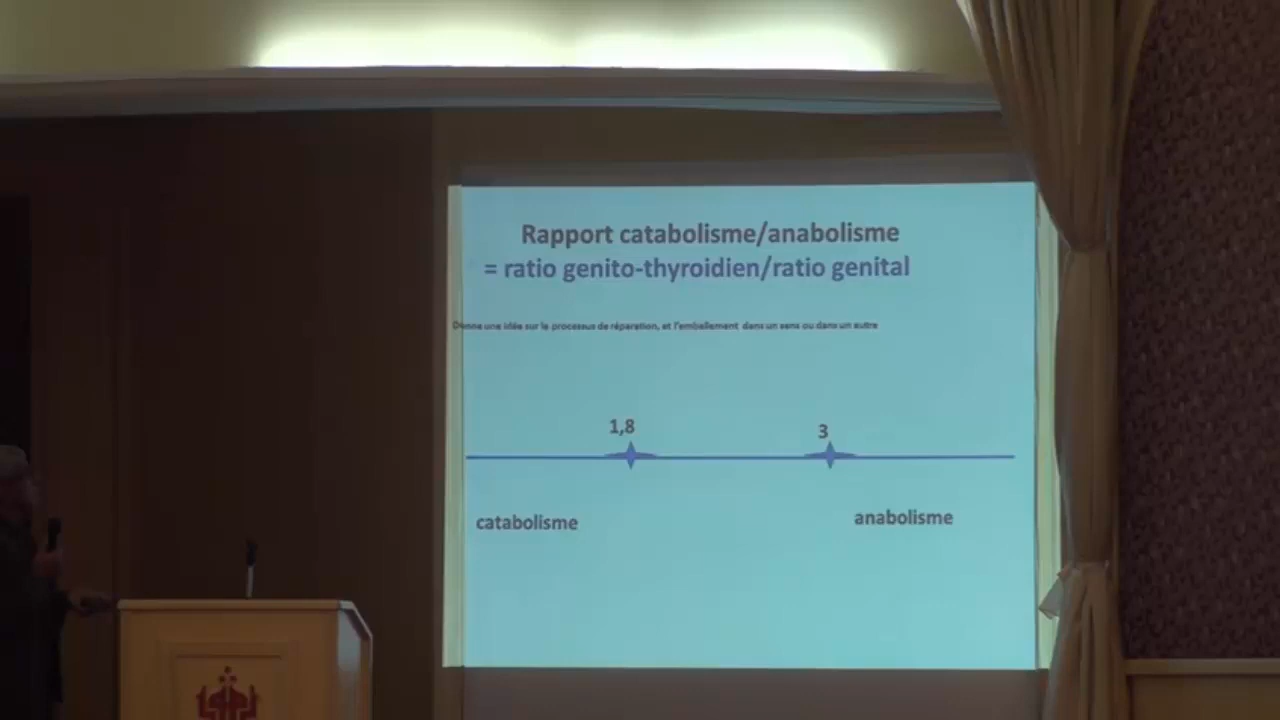 Rapport catabolisme/anabolisme
= ratio genito-thyroidien/ratio genital
Donne une idée sur le processus de réparation, et l'emballement dans un sens ou dans un autre
1,8
3
catabolisme
anabolisme